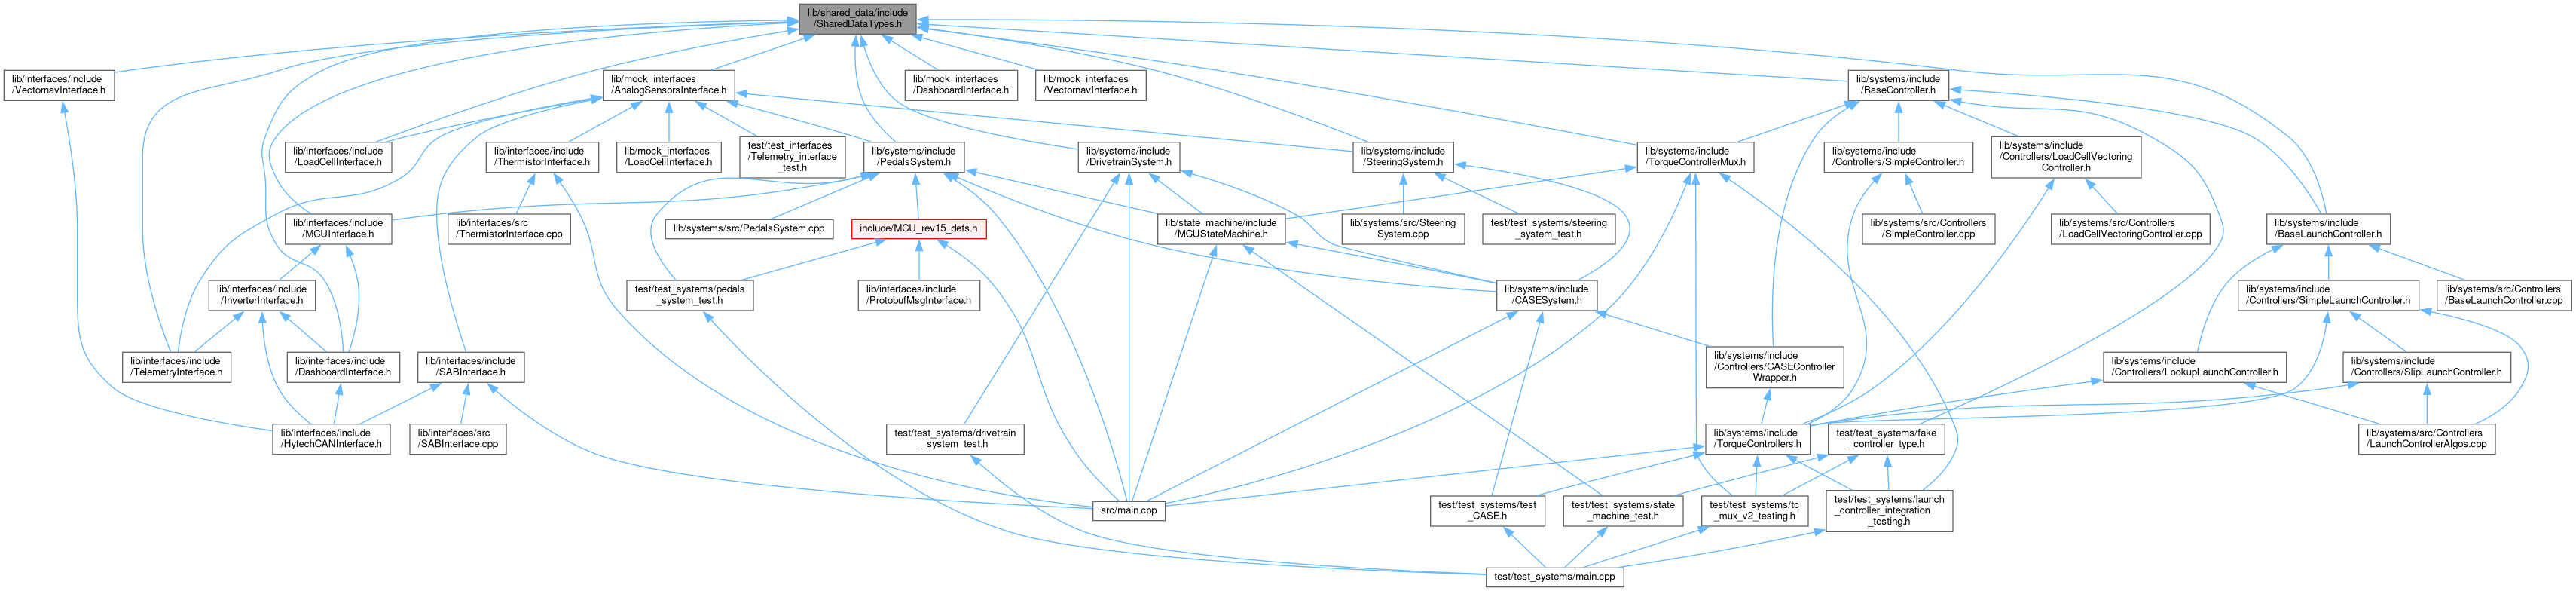 lib/shared_data/include
/SharedDataTypes.h
lib/interfaces/include
/VectornavInterface.h
lib/mock_interfaces
/AnalogSensorsInterface.h
lib/mock_interfaces
/DashboardInterface.h
lib/mock_interfaces
/VectornavInterface.h
lib/systems/include
/BaseController.h
lib/interfaces/include
/LoadCellInterface.h
lib/interfaces/include
/ThermistorInterface.h
lib/mock_interfaces
/LoadCellInterface.h
test/test_interfaces
/Telemetry_interface
_test.h
lib/systems/include
/PedalsSystem.h
lib/systems/include
/DrivetrainSystem.h
lib/systems/include
/SteeringSystem.h
lib/systems/include
/TorqueControllerMux.h
lib/systems/include
/Controllers/SimpleController.h
lib/systems/include
/Controllers/LoadCellVectoring
Controller.h
lib/interfaces/include
/MCUInterface.h
lib/interfaces/src
/ThermistorInterface.cpp
lib/systems/src/PedalsSystem.cpp
include/MCU_rev15_defs.h
lib/state_machine/include
/MCUStateMachine.h
lib/systems/src/Steering
System.cpp
test/test_systems/steering
_system_test.h
lib/systems/src/Controllers
/SimpleController.cpp
lib/systems/src/Controllers
/LoadCellVectoringController.cpp
lib/systems/include
/BaseLaunchController.h
lib/interfaces/include
/InverterInterface.h
test/test_systems/pedals
_system_test.h
lib/interfaces/include
/ProtobufMsgInterface.h
lib/systems/include
/CASESystem.h
lib/systems/include
/Controllers/SimpleLaunchController.h
lib/systems/src/Controllers
/BaseLaunchController.cpp
lib/interfaces/include
/TelemetryInterface.h
lib/interfaces/include
/DashboardInterface.h
lib/interfaces/include
/SABInterface.h
lib/systems/include
/Controllers/CASEController
Wrapper.h
lib/systems/include
/Controllers/LookupLaunchController.h
lib/systems/include
/Controllers/SlipLaunchController.h
lib/interfaces/include
/HytechCANInterface.h
lib/interfaces/src
/SABInterface.cpp
test/test_systems/drivetrain
_system_test.h
lib/systems/include
/TorqueControllers.h
test/test_systems/fake
_controller_type.h
lib/systems/src/Controllers
/LaunchControllerAlgos.cpp
src/main.cpp
test/test_systems/test
_CASE.h
test/test_systems/state
_machine_test.h
test/test_systems/tc
_mux_v2_testing.h
test/test_systems/launch
_controller_integration
_testing.h
test/test_systems/main.cpp